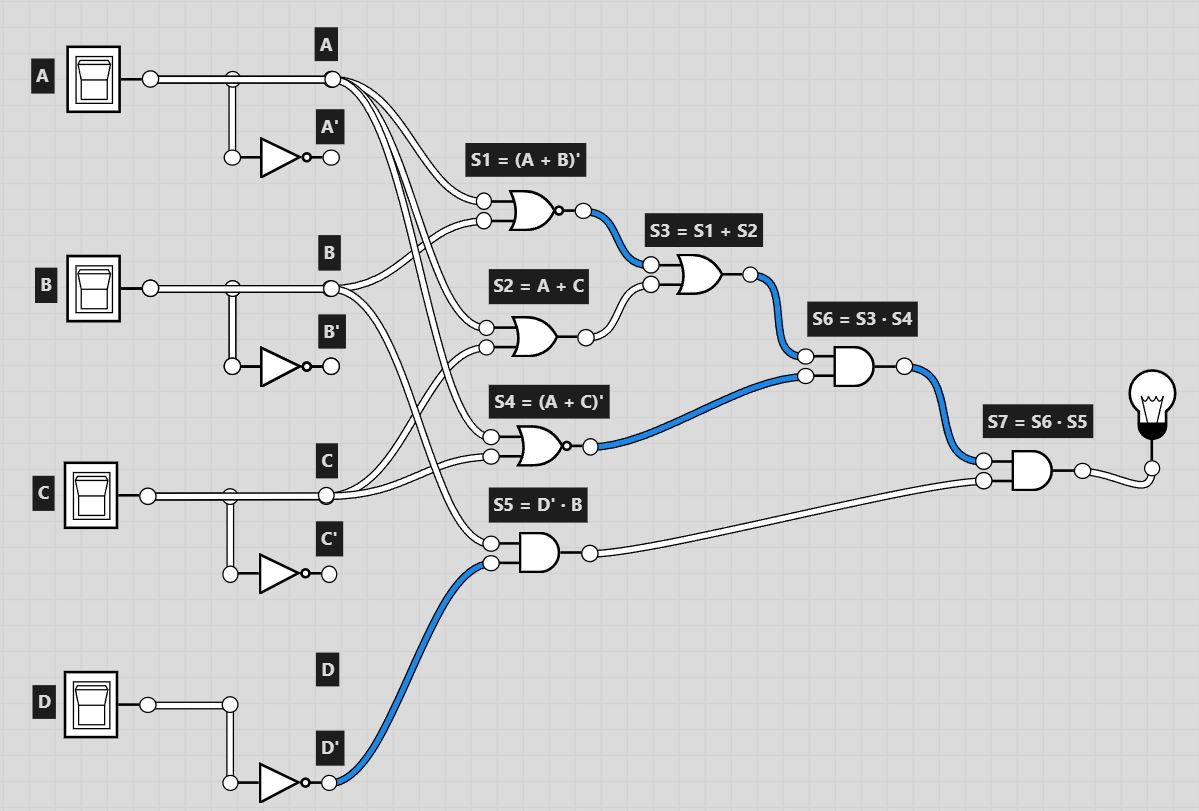 A
A
A'
S1 = (A + B)'
S3 = S1 + S2
B
B
B'
S2 = A + C
S6 = S3 · S4
S4 = (A + C)'
S7 = S6 · S5
C
C
C'
S5 = D' · B
D
D
D'